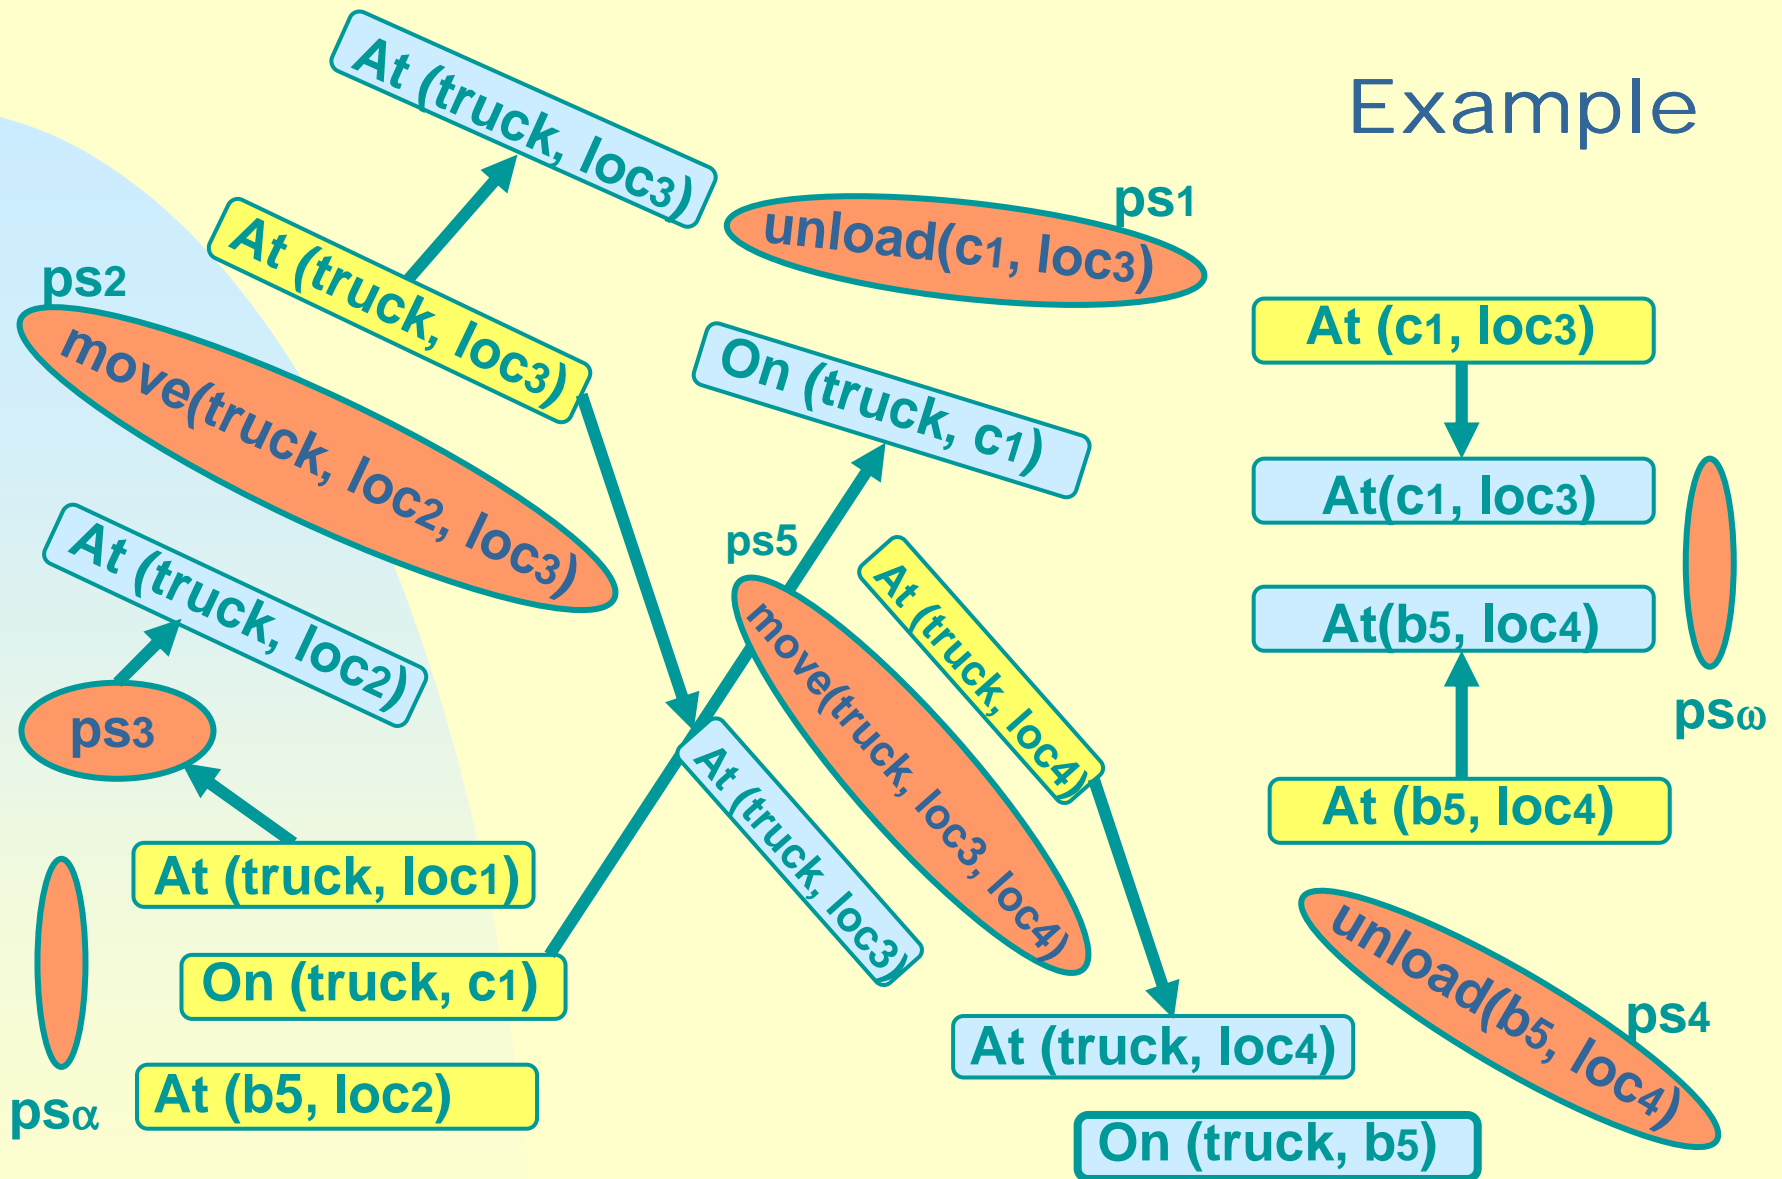 Example
At (truck, loc3)
ps1
unload(c1, loc3)
At (truck, loc3)
ps2
move(truck, loc2, loc3)
At (c1, loc3)
On (truck, c1)
At(c1, loc3)
ps5
At (truck, loc2)
At (truck, loc4)
At(b5, loc4)
move(truck, loc3, loc4)
psω
ps3
At (truck, loc3)
At (b5, loc4)
At (truck, loc1)
On (truck, c1)
unload(b5, loc4)
ps4
At (truck, loc4)
At (b5, loc2)
psα
On (truck, b5)